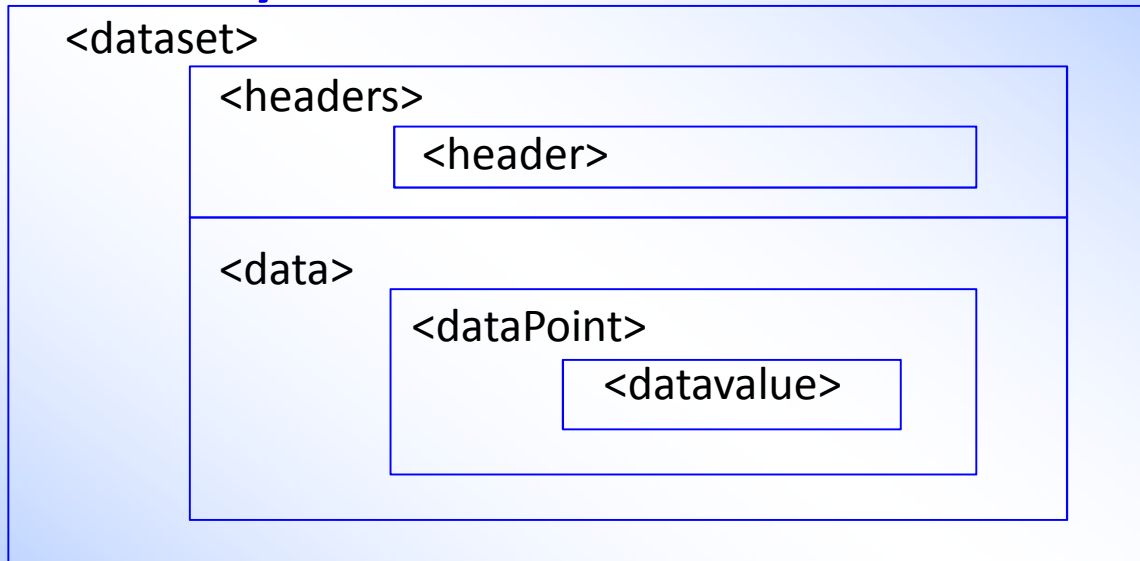 <dataset>
<headers>
<header>
<data>
<dataPoint>
<datavalue>